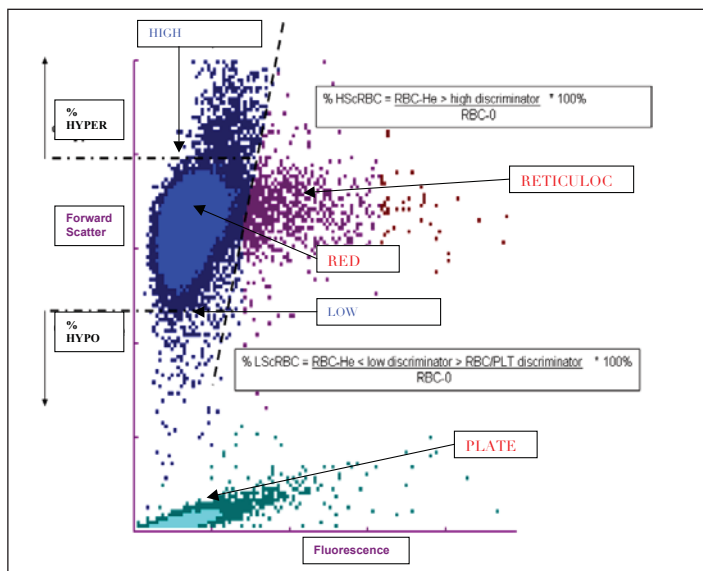 HIGH
% HYPER
% HScRBC = RBC-He > high discriminator * 100%
RBC-0
RETICULOC
Forward Scatter
RED
LOW
% HYPO
% LScRBC = RBC-He < low discriminator > RBC/PLT discriminator * 100%
RBC-0
PLATE
Fluorescence